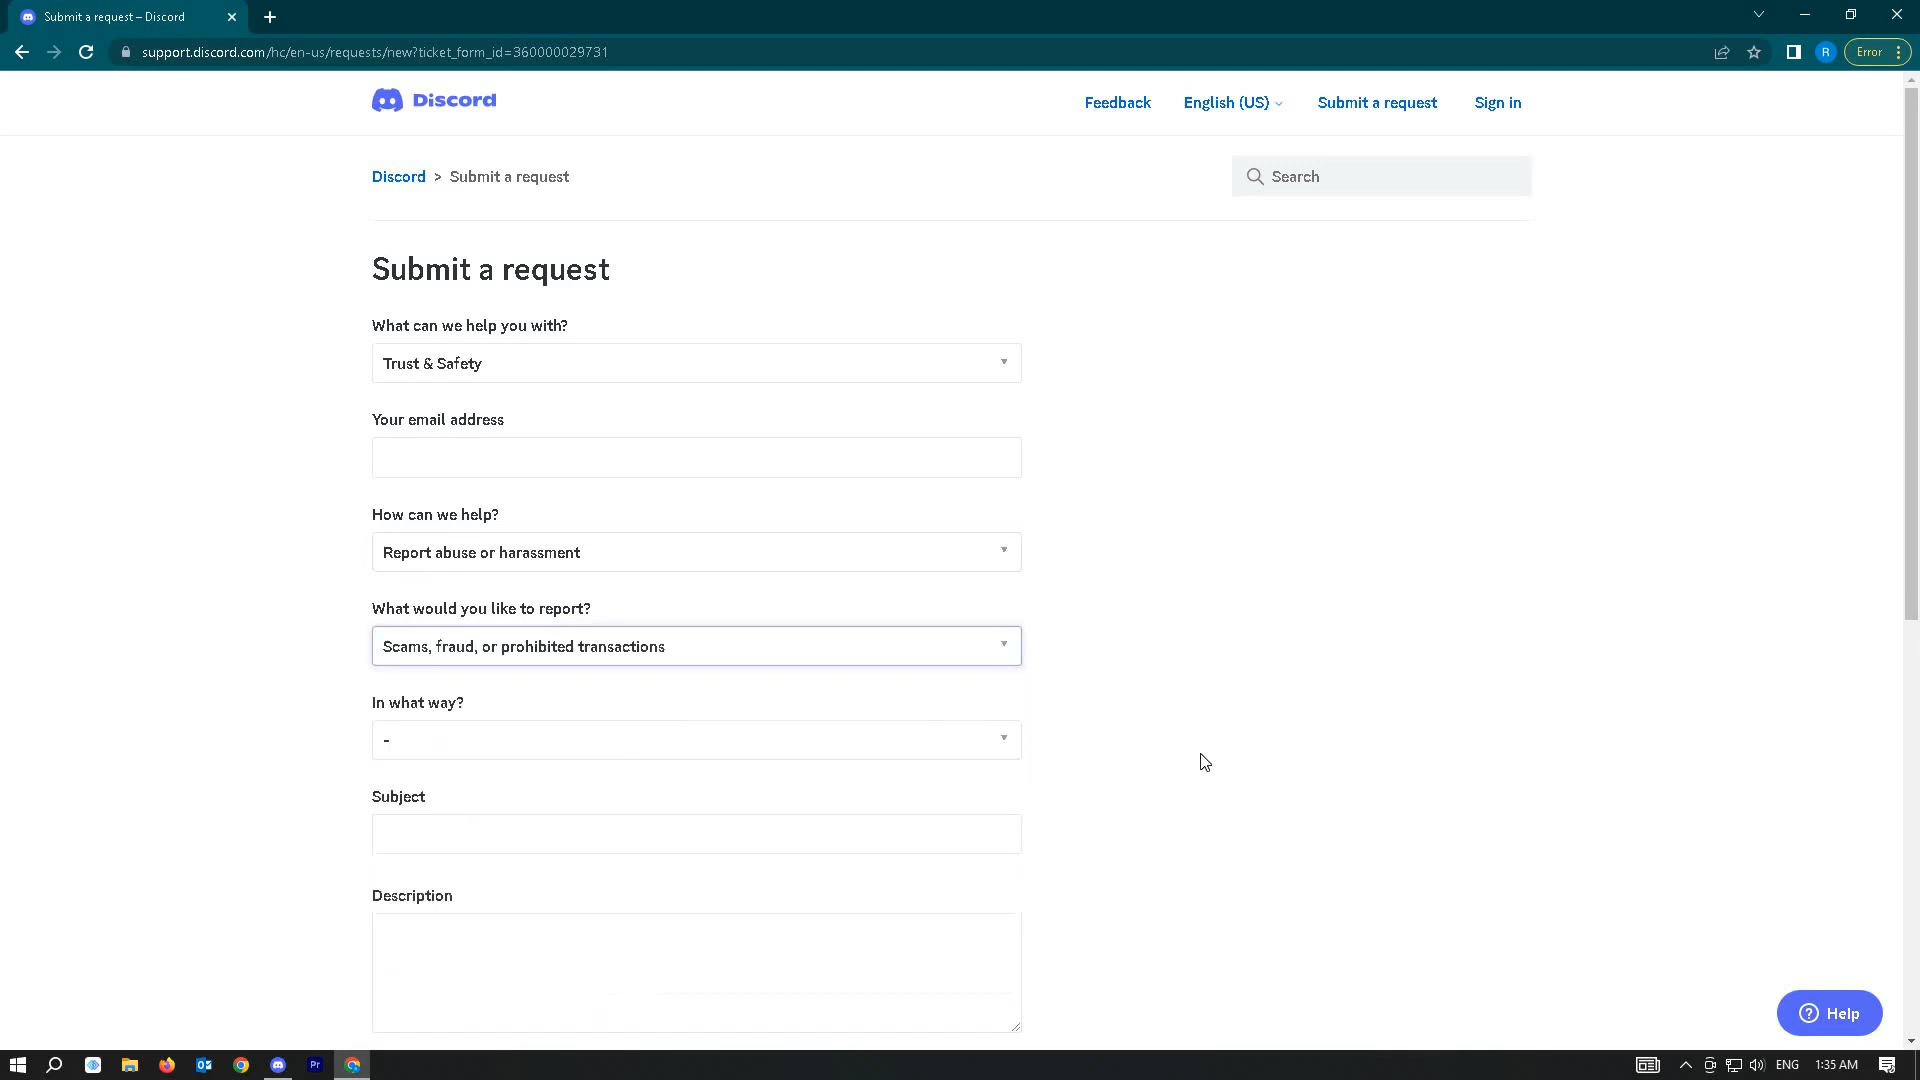 Submit a request – Discord
support.discord.com/hc/en-us/requests/new?ticket_form_id=360000029731
R
Error
Discord
Feedback
English (US)
Submit a request
Sign in
Discord > Submit a request
Search
Submit a request
What can we help you with?
Trust & Safety
Your email address
How can we help?
Report abuse or harassment
What would you like to report?
Scams, fraud, or prohibited transactions
In what way?
-
Subject
Description
Help
Pr
ENG
1:35 AM